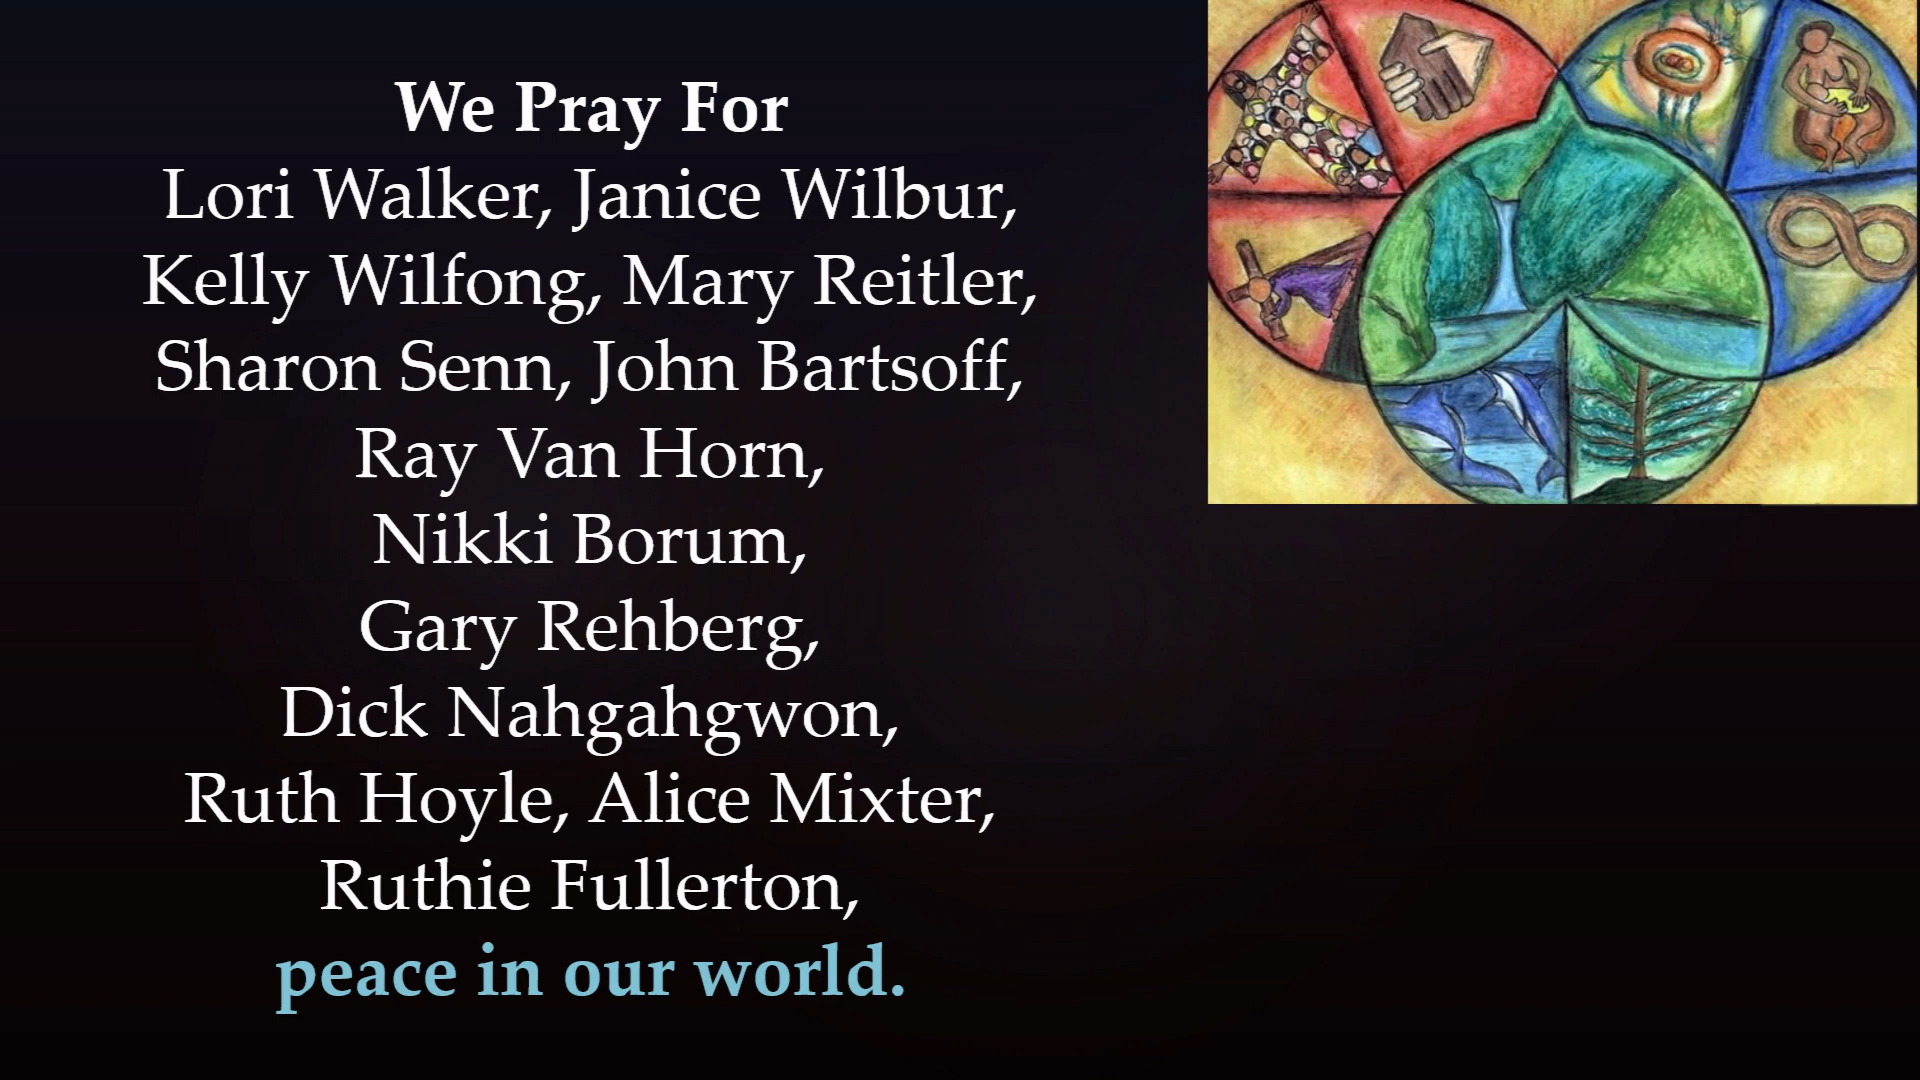 We Pray For
Lori Walker, Janice Wilbur,
Kelly Wilfong, Mary Reitler,
Sharon Senn, John Bartsoff,
Ray Van Horn,
Nikki Borum,
Gary Rehberg,
Dick Nahgahgwon,
Ruth Hoyle, Alice Mixter,
Ruthie Fullerton,
peace in our world.